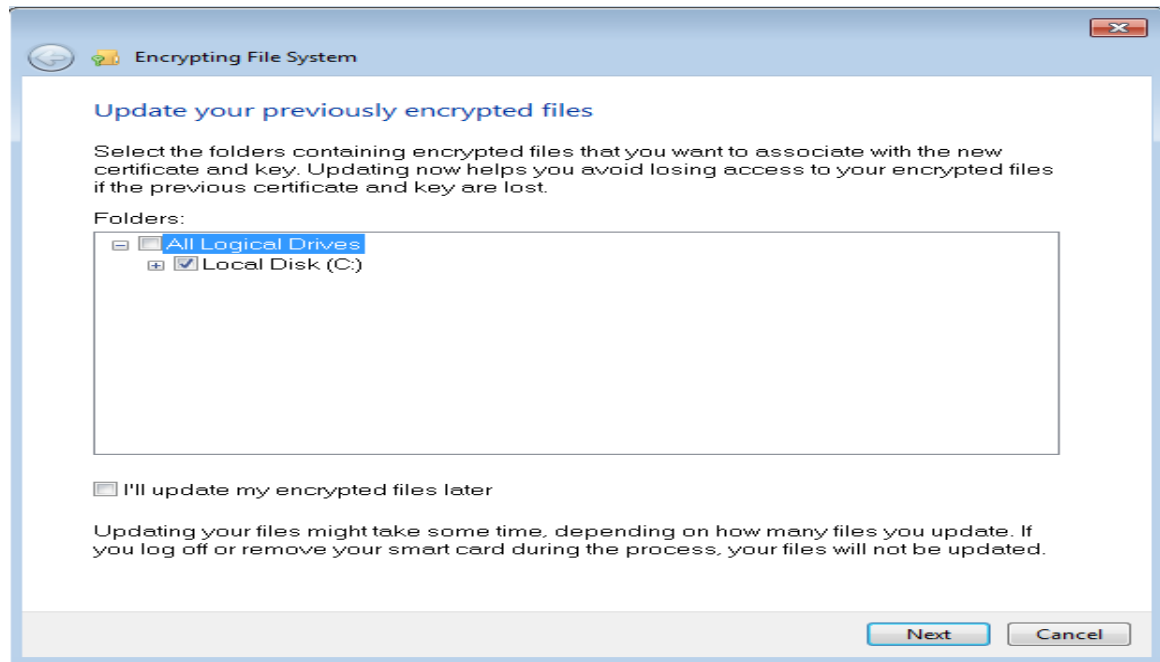 Encrypting File System
Update your previously encrypted files
Select the folders containing encrypted files that you want to associate with the new
certificate and key. Updating now helps you avoid losing access to your encrypted files
if the previous certificate and key are lost.
Folders:
All Logical Drives
Local Disk (C:)
I'll update my encrypted files later
Updating your files might take some time, depending on how many files you update. If
you log off or remove your smart card during the process, your files will not be updated.
Next Cancel